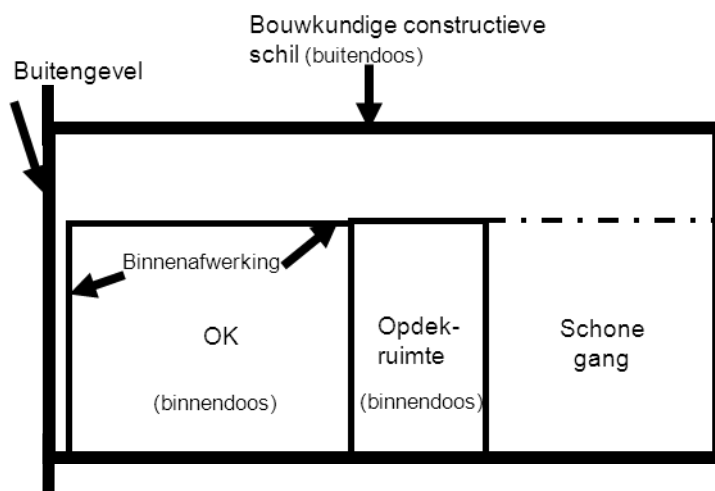 Bouwkundige constructieve
schil (buitendoos)
Buitengevel
Binnenafwerking
OK
(binnendoos)
Opdek-
ruimte
(binnendoos)
Schone
gang